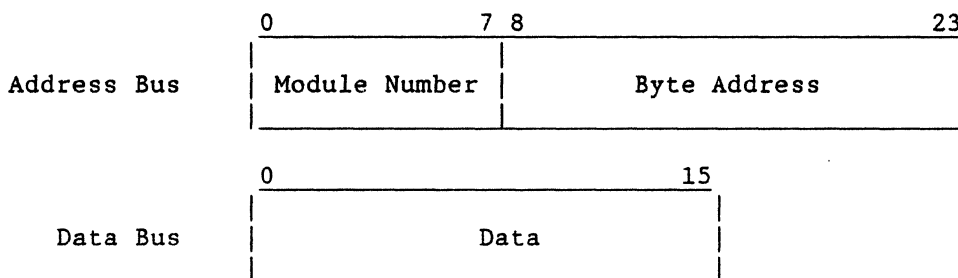 0 7 8 23
Address Bus Module Number Byte Address
0 15
Data Bus Data